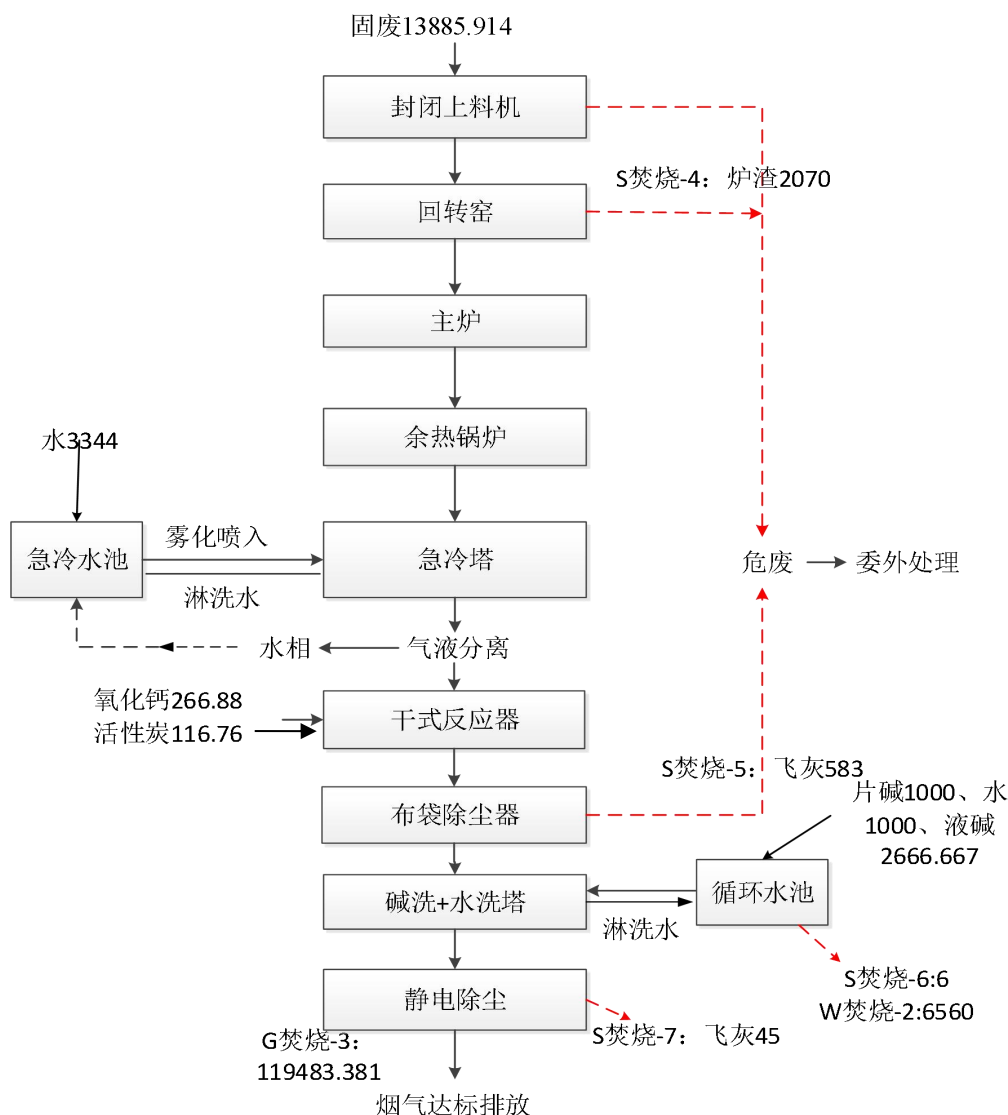 固废13885.914
封闭上料机
S焚烧-4：炉渣2070
回转窑
主炉
水3344
余热锅炉
急冷水池
雾化喷入
淋洗水
急冷塔
危废
委外处理
水相
气液分离
氧化钙266.88
活性炭116.76
干式反应器
S焚烧-5：飞灰583
片碱1000、水
1000、液碱
2666.667
布袋除尘器
碱洗+水洗塔
淋洗水
循环水池
S焚烧-6:6
W焚烧-2:6560
静电除尘
S焚烧-7：飞灰45
G焚烧-3：
119483.381
烟气达标排放